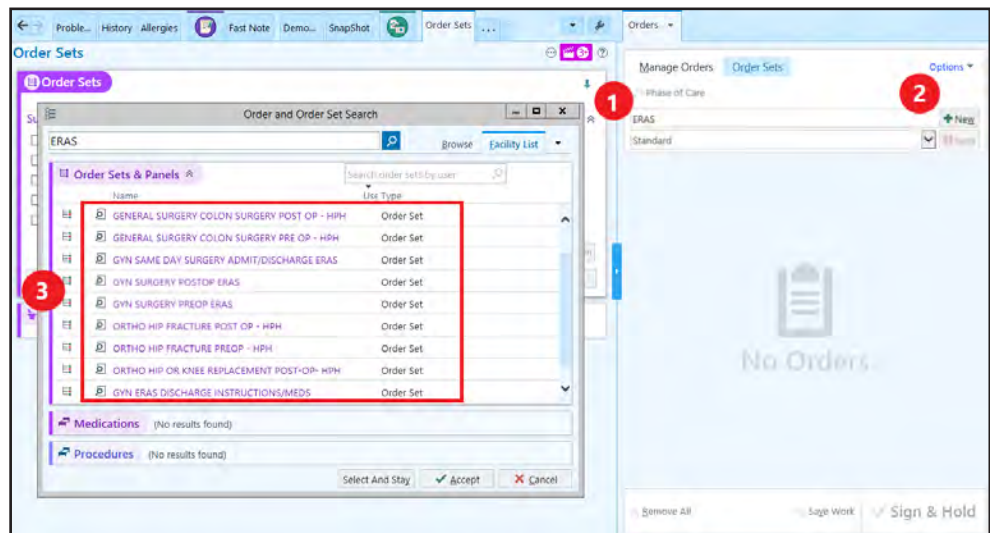 Proble... History Allergies Fast Note Demo... SnapShot Order Sets ...
Orders
Order Sets
Order Sets
1
Manage Orders Order Sets Options
Phase of Care
2
Su
Order and Order Set Search
ERAS
New
ERAS
Browse Facility List
Standard
Order Sets & Panels
Search order sets by user
Name Use Type
GENERAL SURGERY COLON SURGERY POST OP - HPH Order Set
GENERAL SURGERY COLON SURGERY PRE OP - HPH Order Set
GYN SAME DAY SURGERY ADMIT/DISCHARGE ERAS Order Set
3
GYN SURGERY POSTOP ERAS Order Set
GYN SURGERY PREOP ERAS Order Set
ORTHO HIP FRACTURE POST OP - HPH Order Set
ORTHO HIP FRACTURE PREOP - HPH Order Set
ORTHO HIP OR KNEE REPLACEMENT POST-OP- HPH Order Set
GYN ERAS DISCHARGE INSTRUCTIONS/MEDS Order Set
No Orders.
Medications (No results found)
Procedures (No results found)
Select And Stay Accept Cancel
Remove All Save Work Sign & Hold